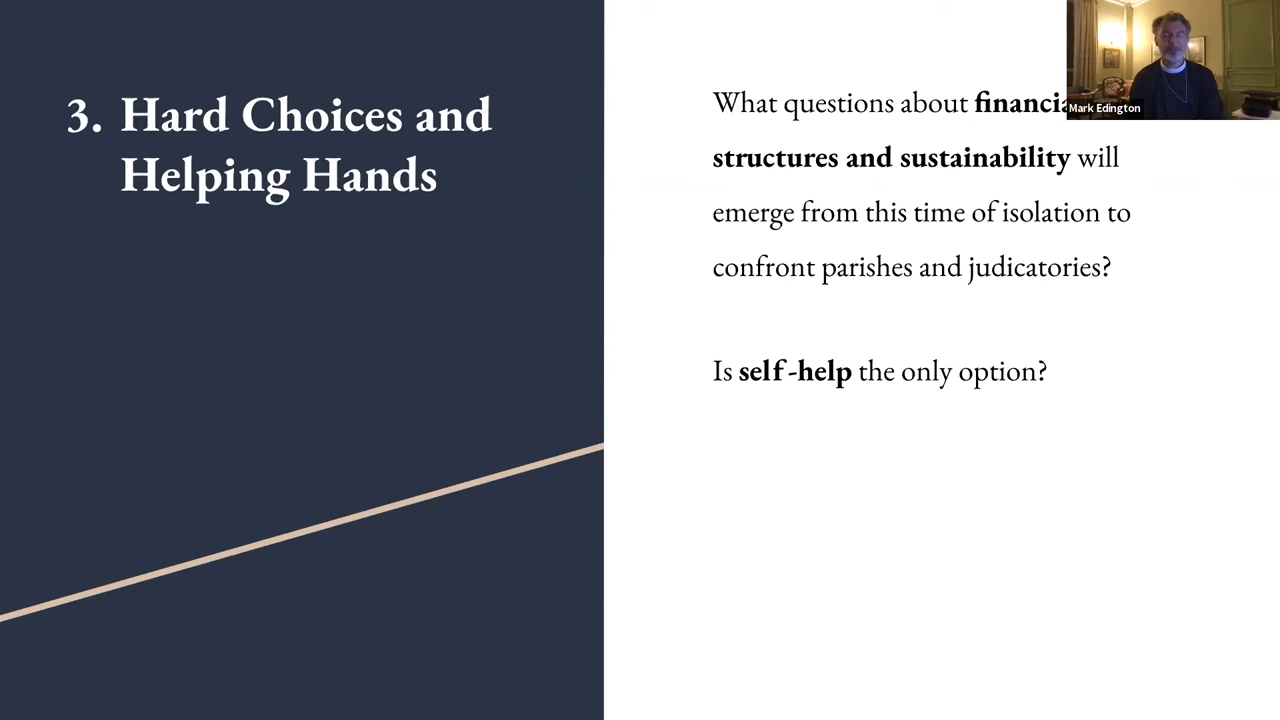 3. Hard Choices and
Helping Hands
What questions about financia
structures and sustainability will
emerge from this time of isolation to
confront parishes and judicatories?
Is self-help the only option?
Mark Edington